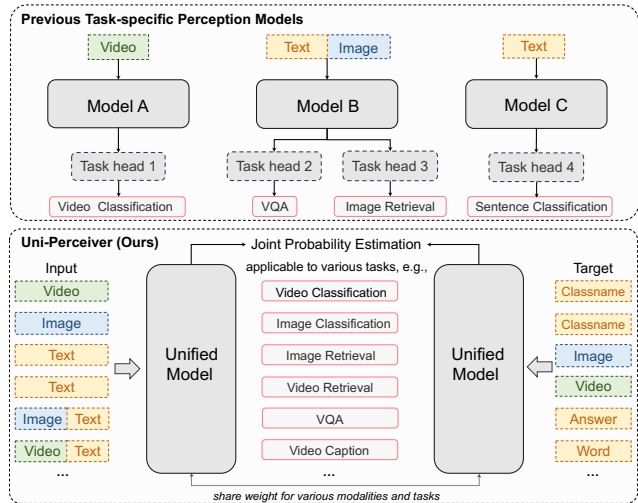 Previous Task-specific Perception Models
Video
Text Image
Text
Model A
Model B
Model C
Task head 1
Task head 2
Task head 3
Task head 4
Video Classification
VQA
Image Retrieval
Sentence Classification
Uni-Perceiver (Ours)
Joint Probability Estimation
Input
applicable to various tasks, e.g.,
Target
Video
Image
Text
Text
Image Text
Video Text
...
Unified
Model
Video Classification
Image Classification
Image Retrieval
Video Retrieval
VQA
Video Caption
...
Unified
Model
Classname
Classname
Image
Video
Answer
Word
...
share weight for various modalities and tasks